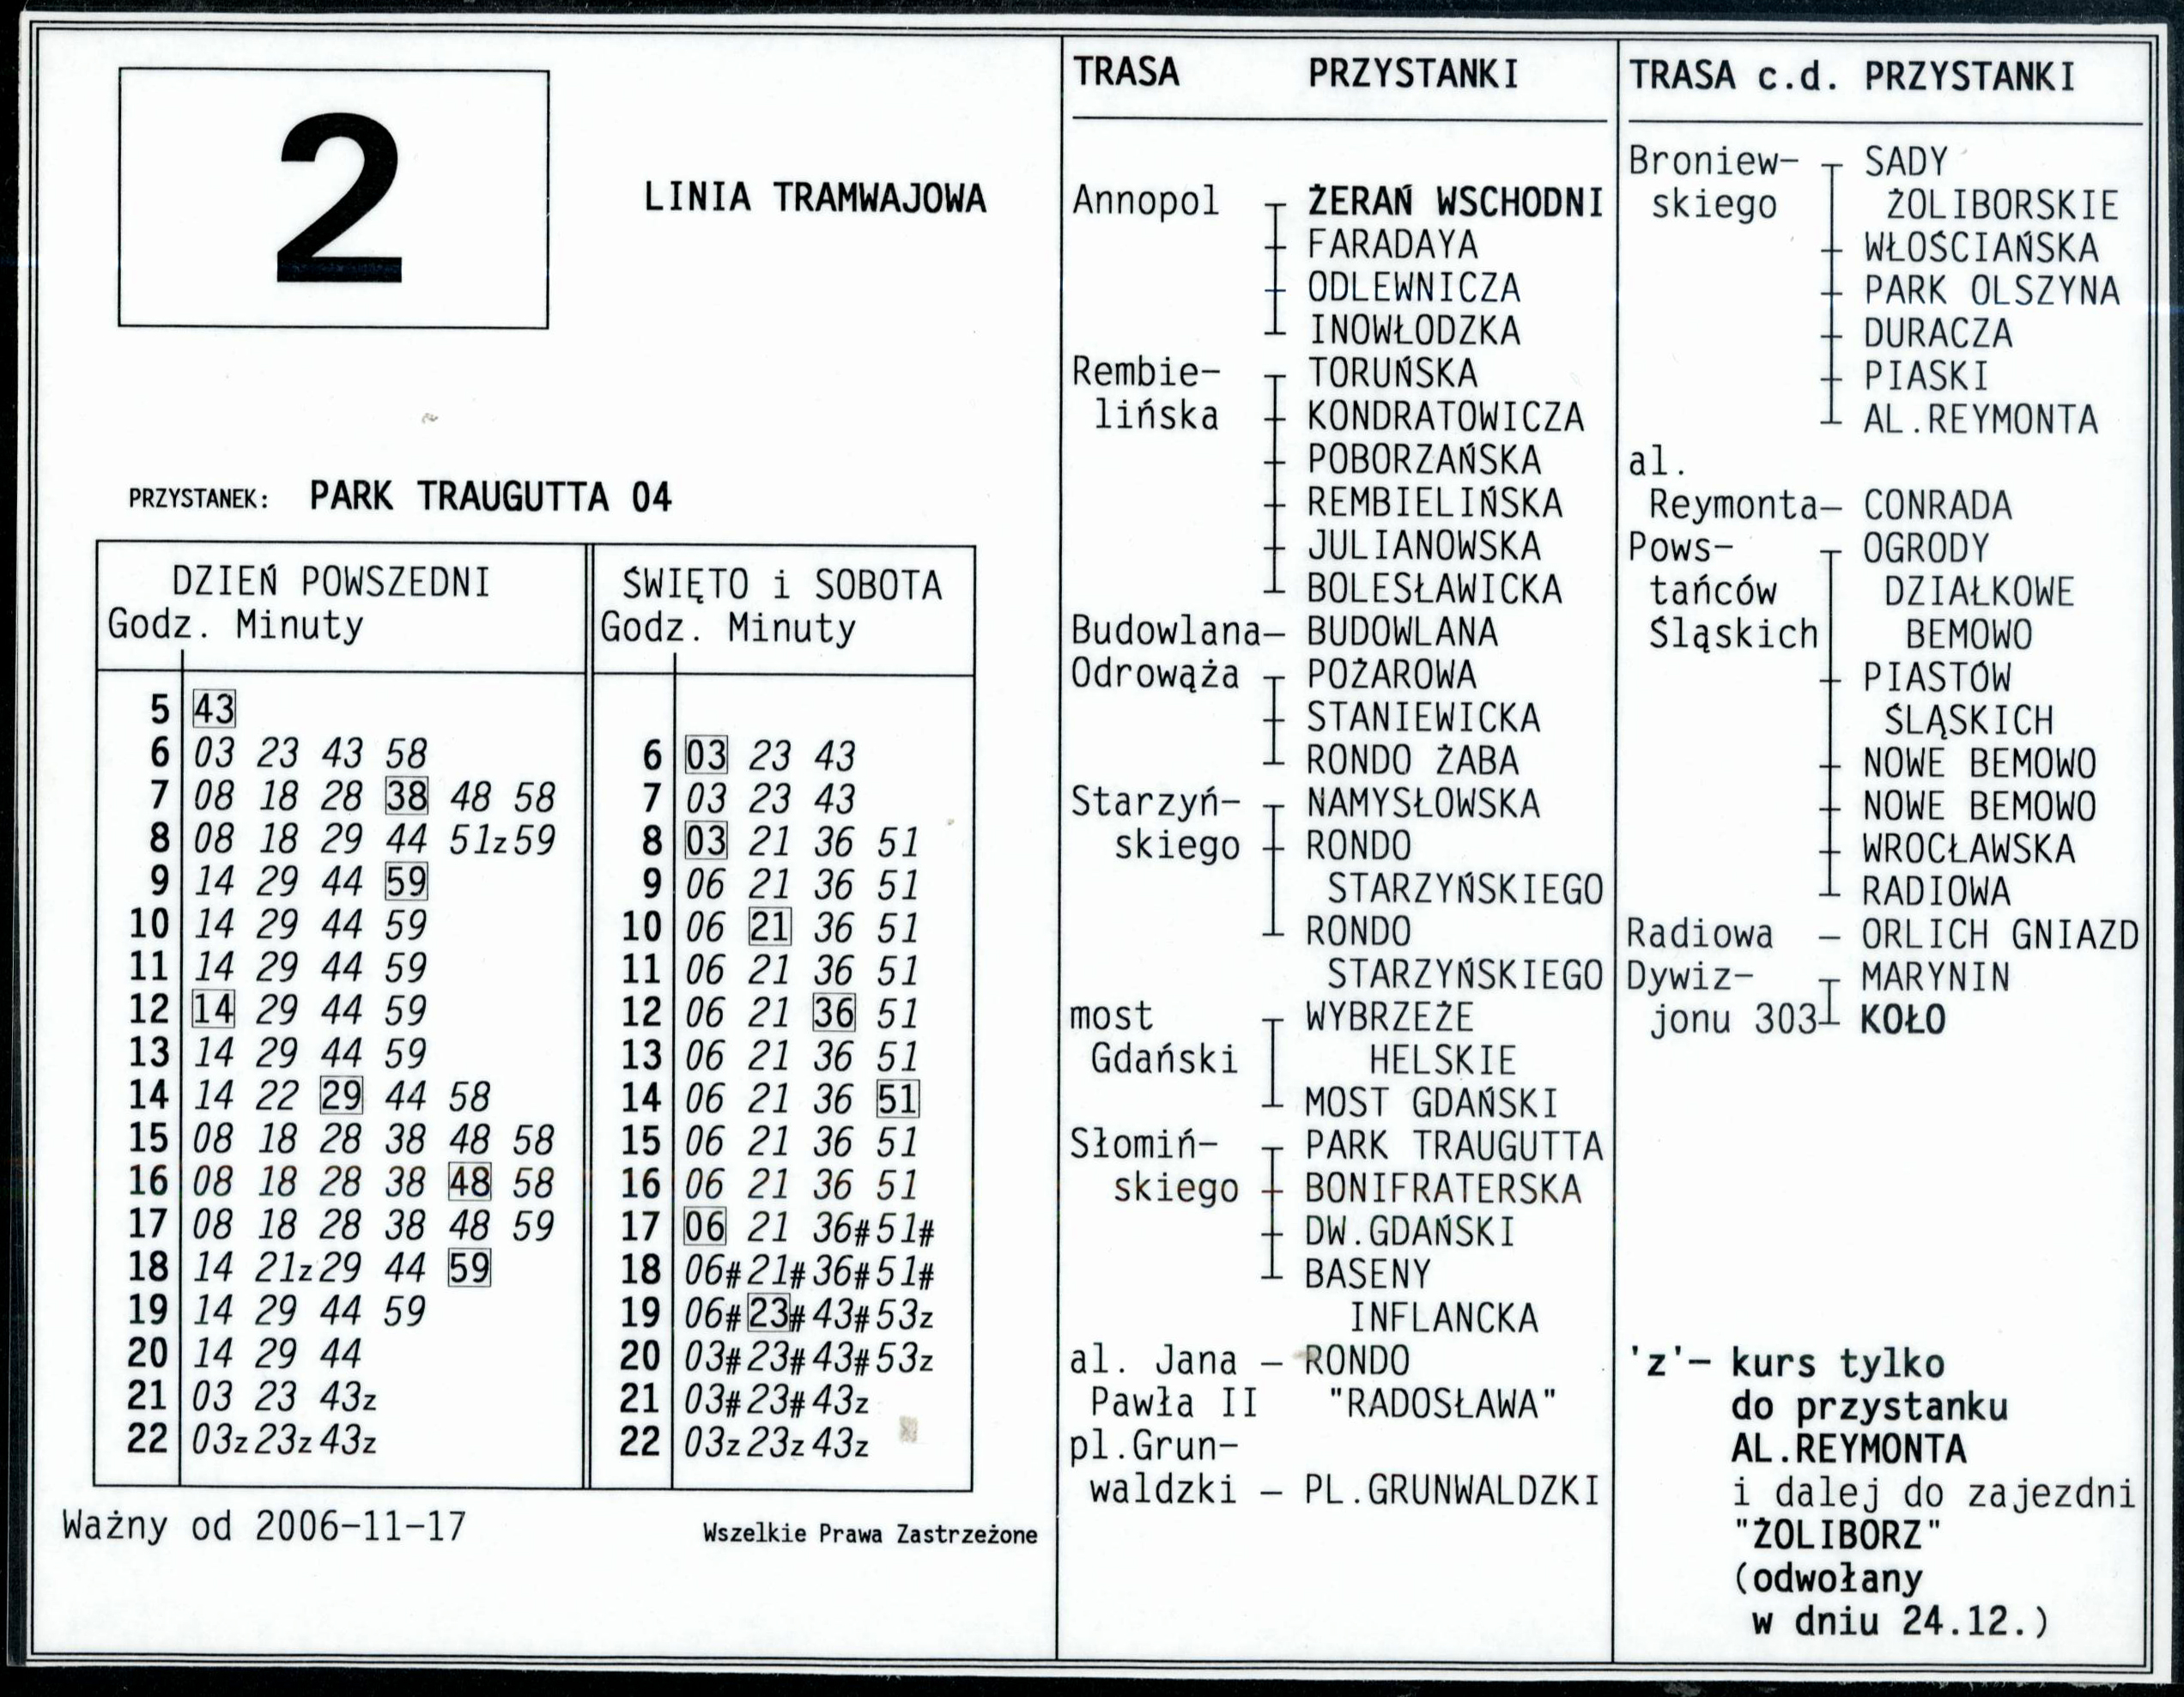 2
LINIA TRAMWAJOWA
PRZYSTANEK: PARK TRAUGUTTA 04
DZIEŃ POWSZEDNI
Godz. Minuty
5 43
6 03 23 43 58
7 08 18 28 38 48 58
8 08 18 29 44 51z 59
9 14 29 44 59
10 14 29 44 59
11 14 29 44 59
12 14 29 44 59
13 14 29 44 59
14 14 22 29 44 58
15 08 18 28 38 48 58
16 08 18 28 38 48 58
17 08 18 28 38 48 59
18 14 21z 29 44 59
19 14 29 44 59
20 14 29 44
21 03 23 43z
22 03z 23z 43z
ŚWIĘTO i SOBOTA
Godz. Minuty
6 03 23 43
7 03 23 43
8 03 21 36 51
9 06 21 36 51
10 06 21 36 51
11 06 21 36 51
12 06 21 36 51
13 06 21 36 51
14 06 21 36 51
15 06 21 36 51
16 06 21 36 51
17 06 21 36# 51#
18 06# 21# 36# 51#
19 06# 23# 43# 53z
20 03# 23# 43# 53z
21 03# 23# 43z
22 03z 23z 43z
Ważny od 2006-11-17
Wszelkie Prawa Zastrzeżone
TRASA PRZYSTANKI
Annopol ŻERAŃ WSCHODNI
FARADAYA
ODLEWNICZA
INOWŁODZKA
Rembie- TORUŃSKA
lińska KONDRATOWICZA
POBORZAŃSKA
REMBIELIŃSKA
JULIANOWSKA
BOLESŁAWICKA
Budowlana- BUDOWLANA
Odrowąża POŻAROWA
STANIEWICKA
RONDO ŻABA
Starzyń- NAMYSŁOWSKA
skiego RONDO
STARZYŃSKIEGO
RONDO
STARZYŃSKIEGO
most WYBRZEŻE
Gdański HELSKIE
MOST GDAŃSKI
Słomiń- PARK TRAUGUTTA
skiego BONIFRATERSKA
DW.GDAŃSKI
BASENY
INFLANCKA
al. Jana - RONDO
Pawła II "RADOSŁAWA"
pl.Grun-
waldzki - PL.GRUNWALDZKI
TRASA c.d. PRZYSTANKI
Broniew- SADY
skiego ŻOLIBORSKIE
WŁOŚCIAŃSKA
PARK OLSZYNA
DURACZA
PIASKI
AL.REYMONTA
al.
Reymonta- CONRADA
Pows- OGRODY
tańców DZIAŁKOWE
Śląskich BEMOWO
PIASTÓW
ŚLĄSKICH
NOWE BEMOWO
NOWE BEMOWO
WROCŁAWSKA
RADIOWA
Radiowa - ORLICH GNIAZD
Dywiz- MARYNIN
jonu 303 KOŁO
'z'- kurs tylko
do przystanku
AL.REYMONTA
i dalej do zajezdni
"ŻOLIBORZ"
(odwołany
w dniu 24.12.)